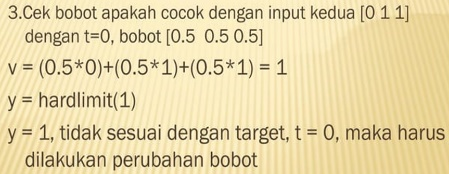 3.Cek bobot apakah cocok dengan input kedua [0 1 1]
dengan t=0, bobot [0.5 0.5 0.5]
v = (0.5*0)+(0.5*1)+(0.5*1) = 1
y = hardlimit(1)
y = 1, tidak sesuai dengan target, t = 0, maka harus
dilakukan perubahan bobot